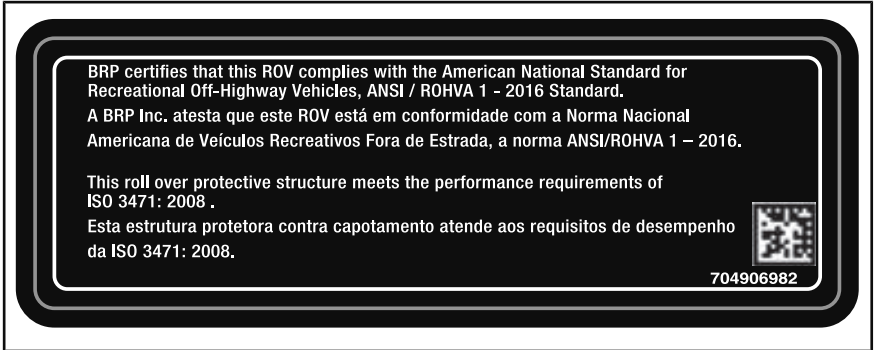 BRP certifies that this ROV complies with the American National Standard for
Recreational Off-Highway Vehicles, ANSI / ROHVA 1 - 2016 Standard.
A BRP Inc. atesta que este ROV está em conformidade com a Norma Nacional
Americana de Veículos Recreativos Fora de Estrada, a norma ANSI/ROHVA 1 – 2016.
This roll over protective structure meets the performance requirements of
ISO 3471: 2008 .
Esta estrutura protetora contra capotamento atende aos requisitos de desempenho
da ISO 3471: 2008.
704906982